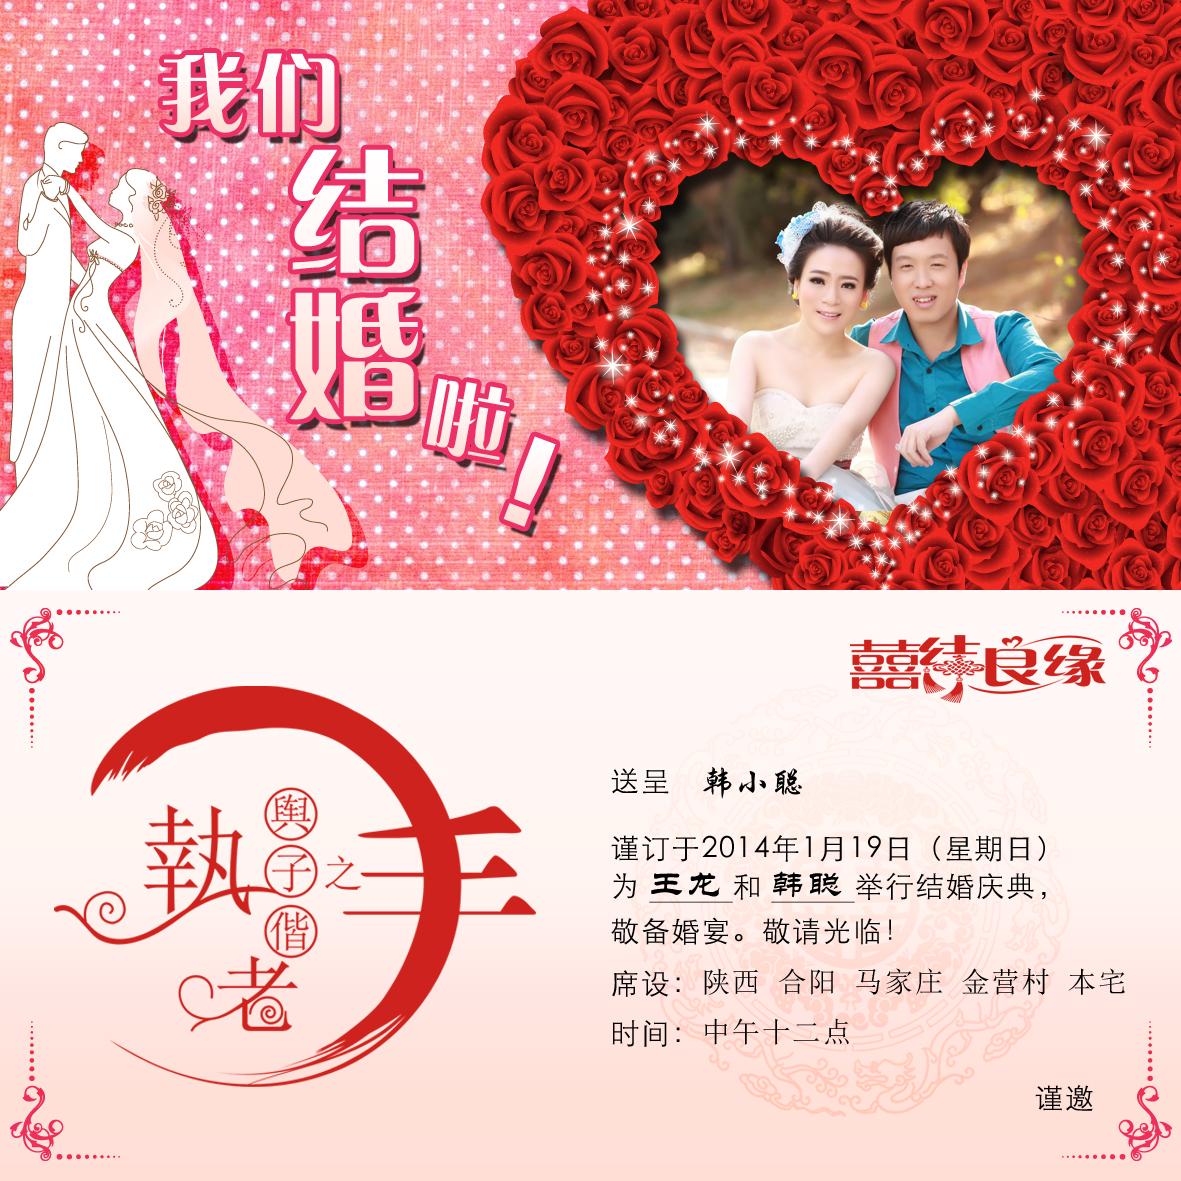 我们
结
婚
啦！
囍结良缘
執子之手
與子偕老
送呈 韩小聪
谨订于2014年1月19日（星期日）
为 王龙 和 韩聪 举行结婚庆典，
敬备婚宴。敬请光临！
席设：陕西 合阳 马家庄 金营村 本宅
时间：中午十二点
谨邀